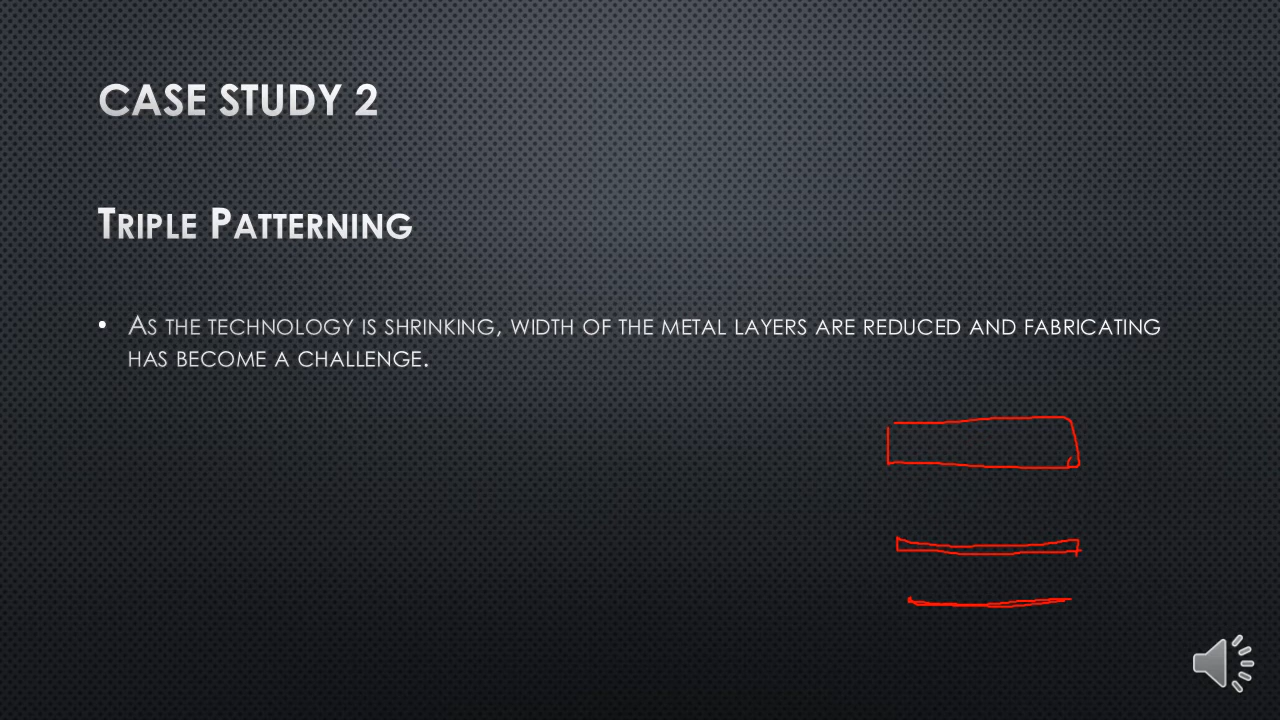 CASE STUDY 2
TRIPLE PATTERNING
• AS THE TECHNOLOGY IS SHRINKING, WIDTH OF THE METAL LAYERS ARE REDUCED AND FABRICATING
HAS BECOME A CHALLENGE.